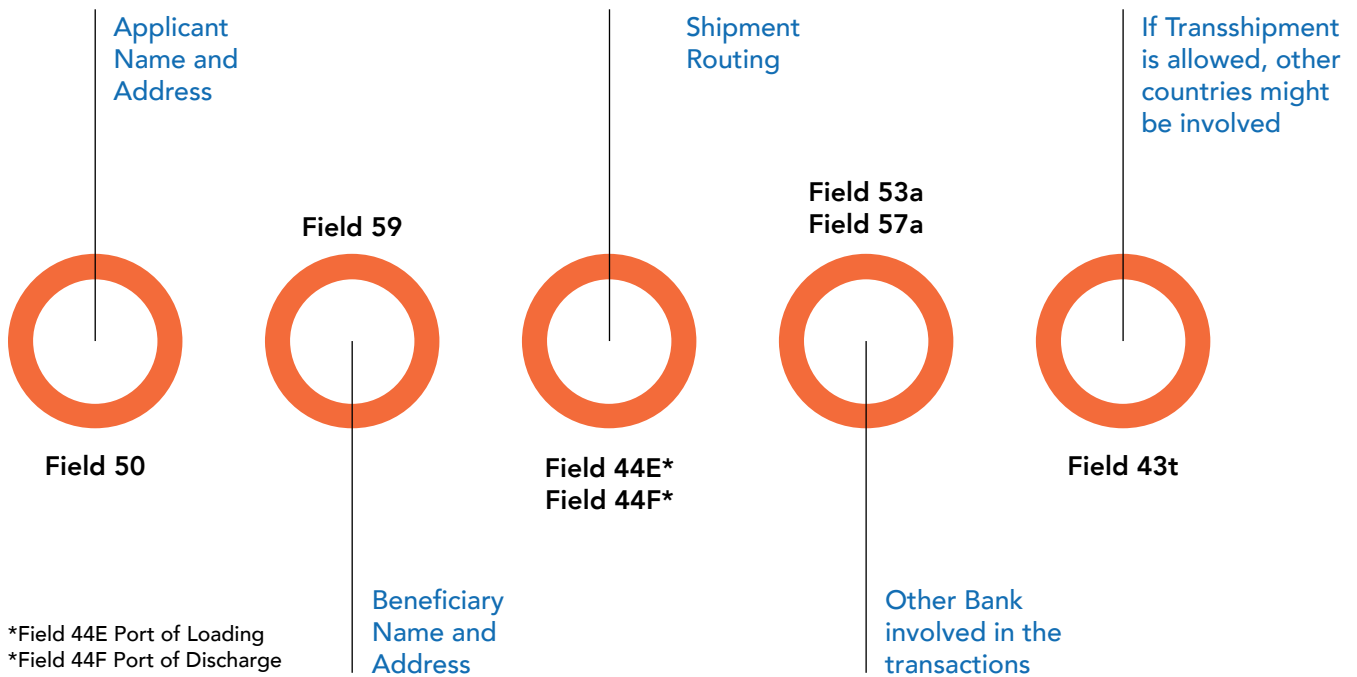 Applicant
Name and
Address
Field 50
Field 59
Beneficiary
Name and
Address
Shipment
Routing
Field 44E*
Field 44F*
Field 53a
Field 57a
Other Bank
involved in the
transactions
If Transshipment
is allowed, other
countries might
be involved
Field 43t
*Field 44E Port of Loading
*Field 44F Port of Discharge